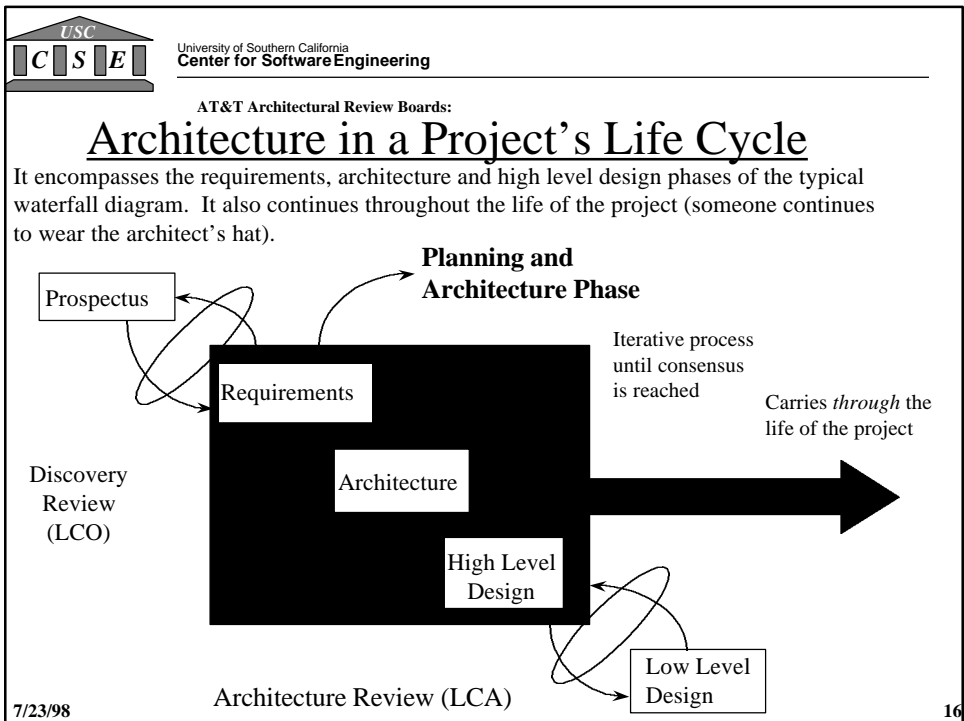 USC
C S E
University of Southern California
Center for Software Engineering
AT&T Architectural Review Boards:
Architecture in a Project's Life Cycle
It encompasses the requirements, architecture and high level design phases of the typical
waterfall diagram. It also continues throughout the life of the project (someone continues
to wear the architect's hat).
Planning and
Architecture Phase
Prospectus
Iterative process
until consensus
is reached
Requirements
Carries through the
life of the project
Discovery
Review
(LCO)
Architecture
High Level
Design
Low Level
Design
Architecture Review (LCA)
7/23/98
16